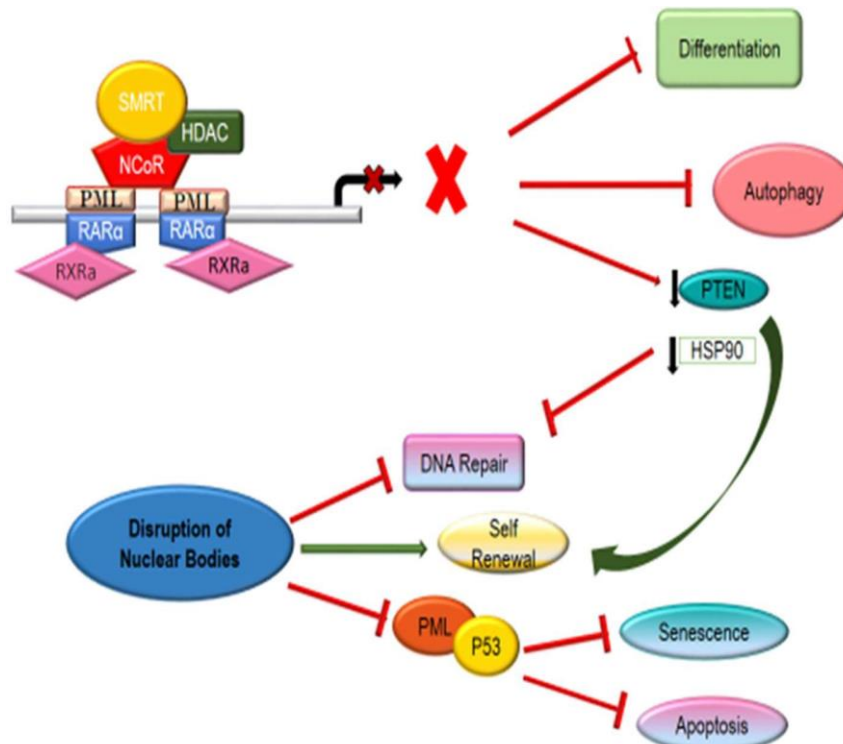 Differentiation
SMRT
HDAC
NCoR
PML
PML
RARα
RARα
RXRa
RXRa
Autophagy
PTEN
HSP90
DNA Repair
Disruption of
Nuclear Bodies
Self
Renewal
PML
P53
Senescence
Apoptosis